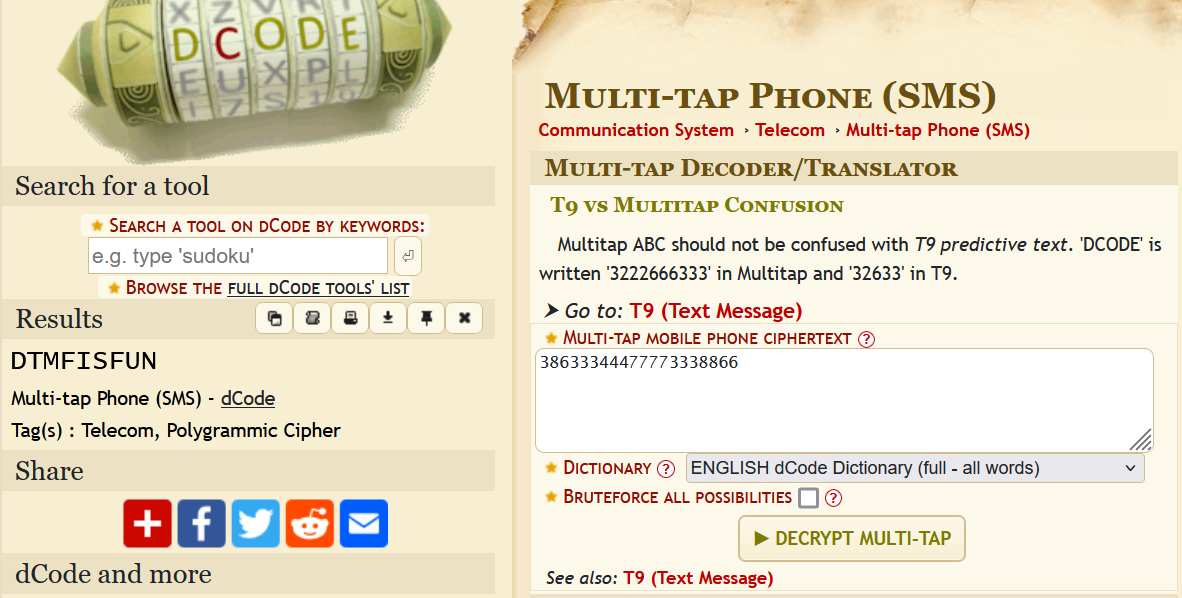 DCODE
Search for a tool
★ Search a tool on dCode by keywords:
e.g. type 'sudoku'
★ Browse the full dCode tools' list
Results
DTMFISFUN
Multi-tap Phone (SMS) - dCode
Tag(s) : Telecom, Polygrammic Cipher
Share
dCode and more
Multi-tap Phone (SMS)
Communication System › Telecom › Multi-tap Phone (SMS)
Multi-tap Decoder/Translator
T9 vs Multitap Confusion
Multitap ABC should not be confused with T9 predictive text. 'DCODE' is
written '3222666333' in Multitap and '32633' in T9.
➤ Go to: T9 (Text Message)
★ Multi-tap mobile phone ciphertext ?
38633344477773338866
★ Dictionary ? ENGLISH dCode Dictionary (full - all words)
★ Bruteforce all possibilities ?
▶ DECRYPT MULTI-TAP
See also: T9 (Text Message)